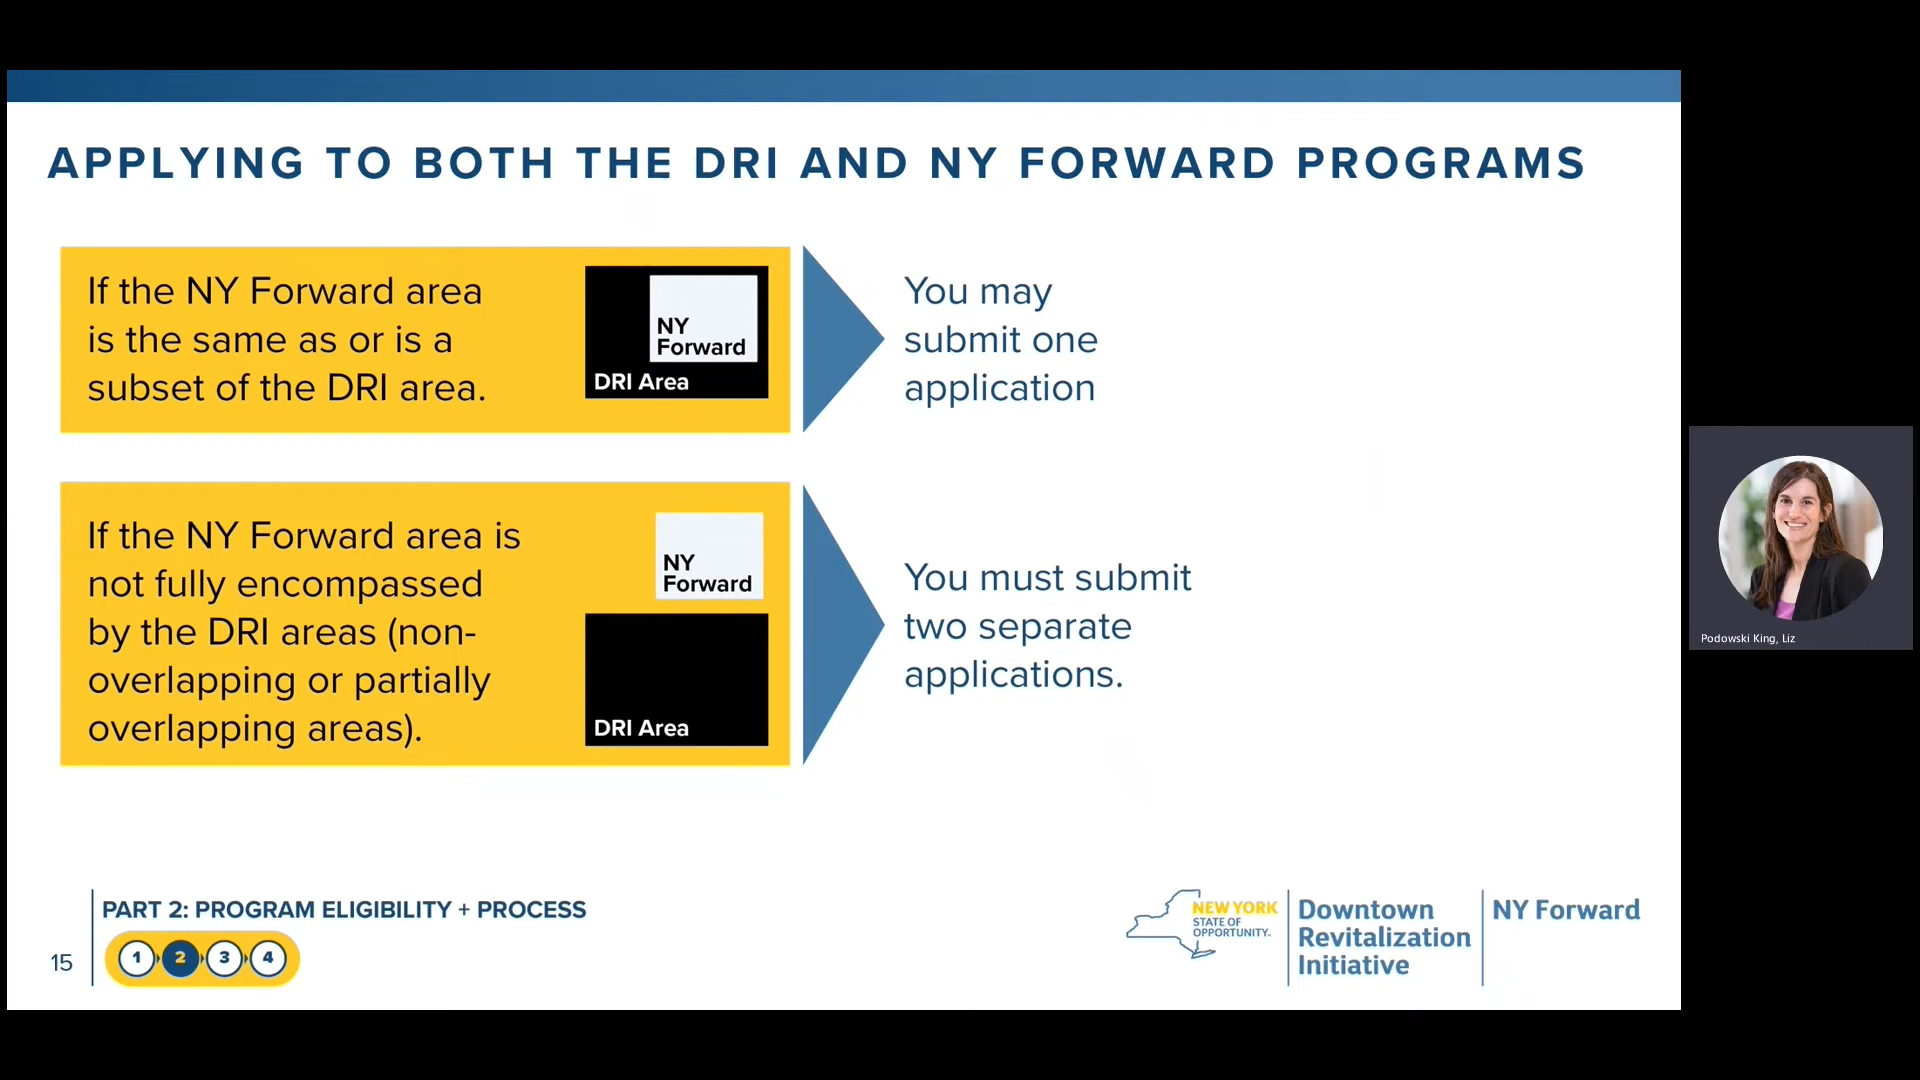 APPLYING TO BOTH THE DRI AND NY FORWARD PROGRAMS
If the NY Forward area
is the same as or is a
subset of the DRI area.
NY
Forward
DRI Area
You may
submit one
application
If the NY Forward area is
not fully encompassed
by the DRI areas (non-
overlapping or partially
overlapping areas).
NY
Forward
DRI Area
You must submit
two separate
applications.
Podowski King, Liz
15
PART 2: PROGRAM ELIGIBILITY + PROCESS
1 2 3 4
NEW YORK
STATE OF
OPPORTUNITY.
Downtown
Revitalization
Initiative
NY Forward